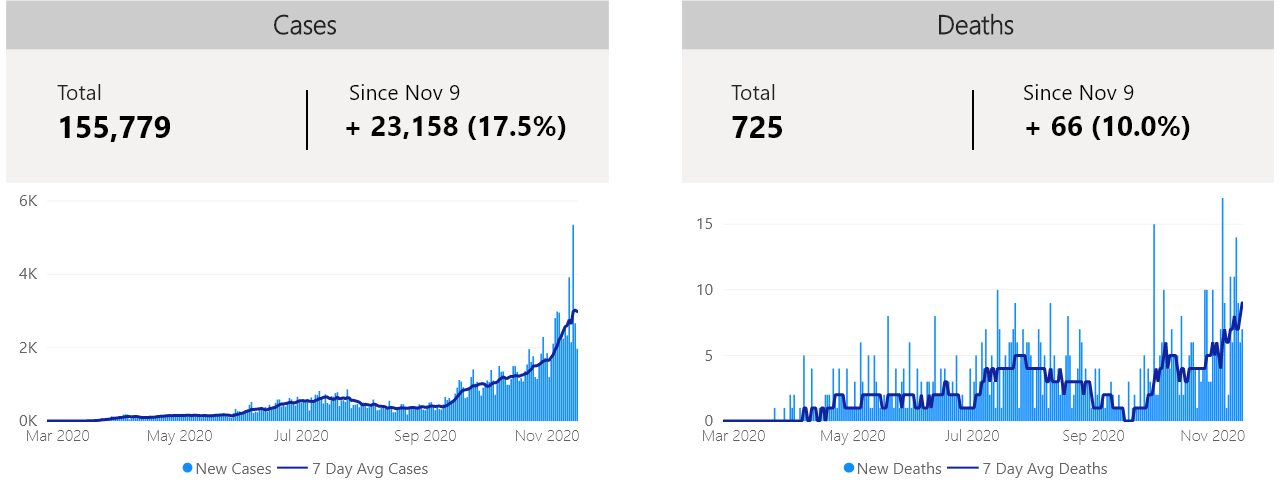 Cases
Total
155,779
Since Nov 9
+ 23,158 (17.5%)
6K
4K
2K
0K
Mar 2020 May 2020 Jul 2020 Sep 2020 Nov 2020
New Cases 7 Day Avg Cases
Deaths
Total
725
Since Nov 9
+ 66 (10.0%)
15
10
5
0
Mar 2020 May 2020 Jul 2020 Sep 2020 Nov 2020
New Deaths 7 Day Avg Deaths